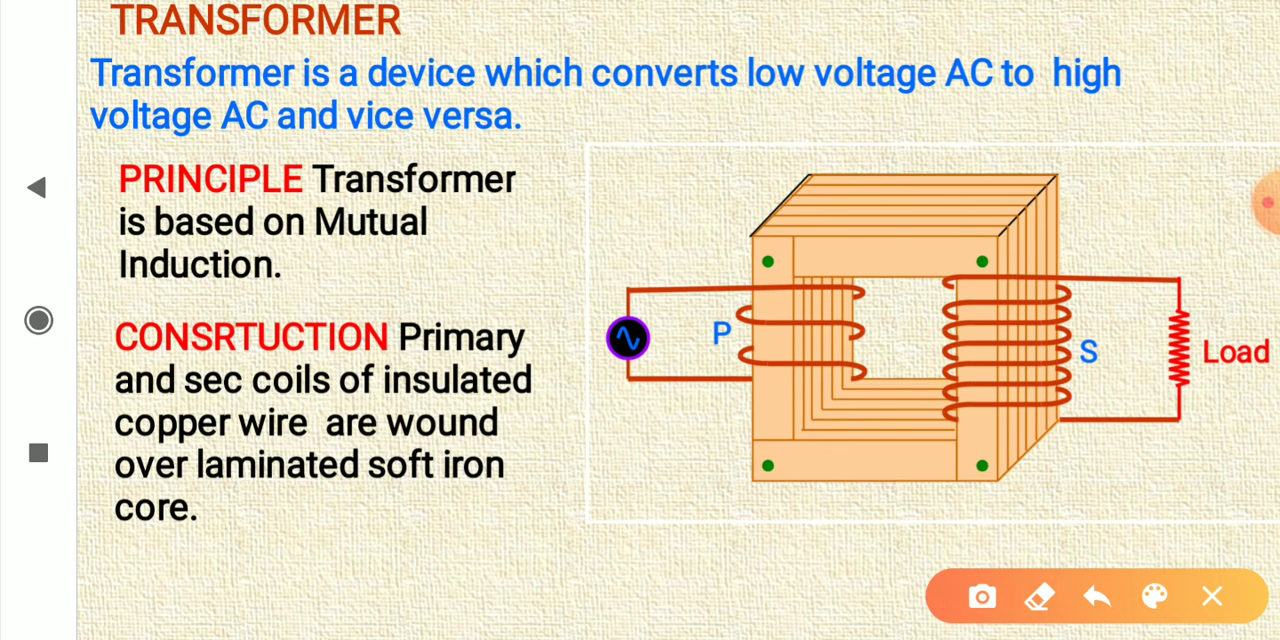 TRANSFORMER
Transformer is a device which converts low voltage AC to high
voltage AC and vice versa.
PRINCIPLE Transformer
is based on Mutual
Induction.
CONSRTUCTION Primary
and sec coils of insulated
copper wire are wound
over laminated soft iron
core.
P
S
Load